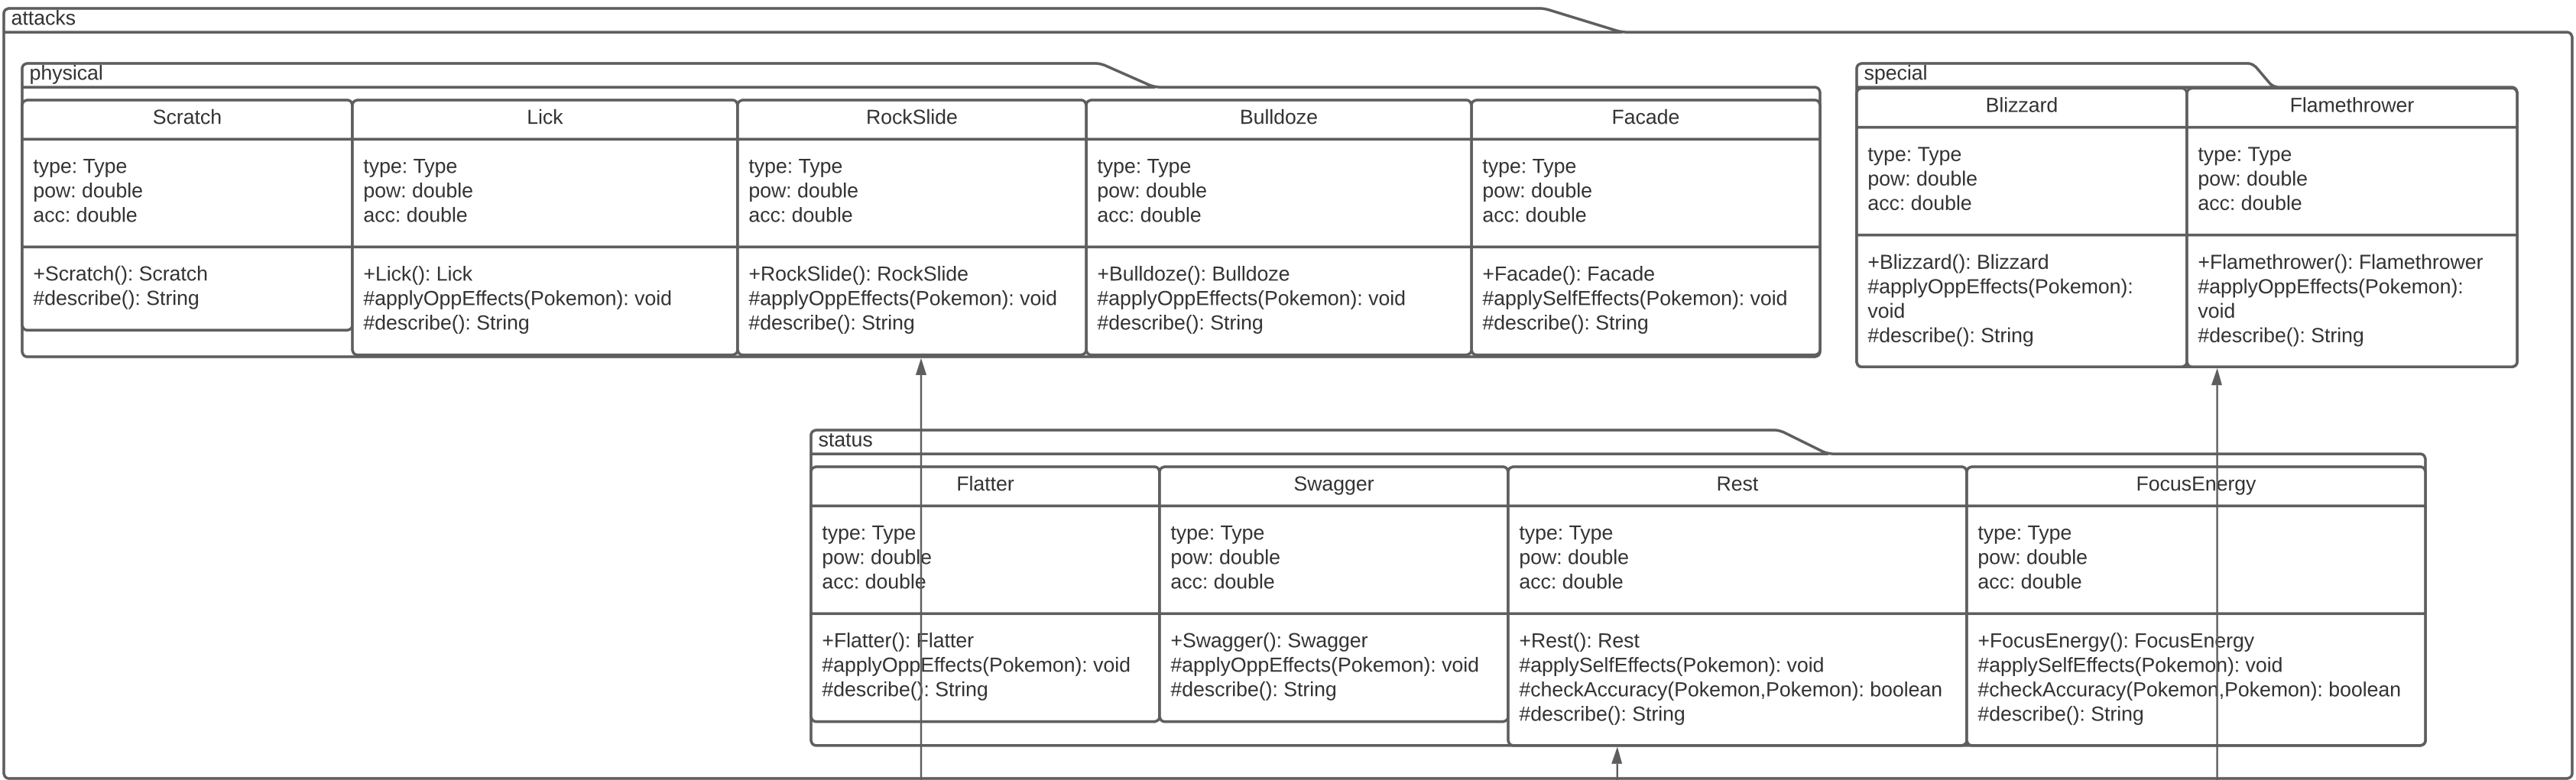 attacks
physical
Scratch
type: Type
pow: double
acc: double
+Scratch(): Scratch
#describe(): String
Lick
type: Type
pow: double
acc: double
+Lick(): Lick
#applyOppEffects(Pokemon): void
#describe(): String
RockSlide
type: Type
pow: double
acc: double
+RockSlide(): RockSlide
#applyOppEffects(Pokemon): void
#describe(): String
Bulldoze
type: Type
pow: double
acc: double
+Bulldoze(): Bulldoze
#applyOppEffects(Pokemon): void
#describe(): String
Facade
type: Type
pow: double
acc: double
+Facade(): Facade
#applySelfEffects(Pokemon): void
#describe(): String
special
Blizzard
type: Type
pow: double
acc: double
+Blizzard(): Blizzard
#applyOppEffects(Pokemon):
void
#describe(): String
Flamethrower
type: Type
pow: double
acc: double
+Flamethrower(): Flamethrower
#applyOppEffects(Pokemon):
void
#describe(): String
status
Flatter
type: Type
pow: double
acc: double
+Flatter(): Flatter
#applyOppEffects(Pokemon): void
#describe(): String
Swagger
type: Type
pow: double
acc: double
+Swagger(): Swagger
#applyOppEffects(Pokemon): void
#describe(): String
Rest
type: Type
pow: double
acc: double
+Rest(): Rest
#applySelfEffects(Pokemon): void
#checkAccuracy(Pokemon,Pokemon): boolean
#describe(): String
FocusEnergy
type: Type
pow: double
acc: double
+FocusEnergy(): FocusEnergy
#applySelfEffects(Pokemon): void
#checkAccuracy(Pokemon,Pokemon): boolean
#describe(): String